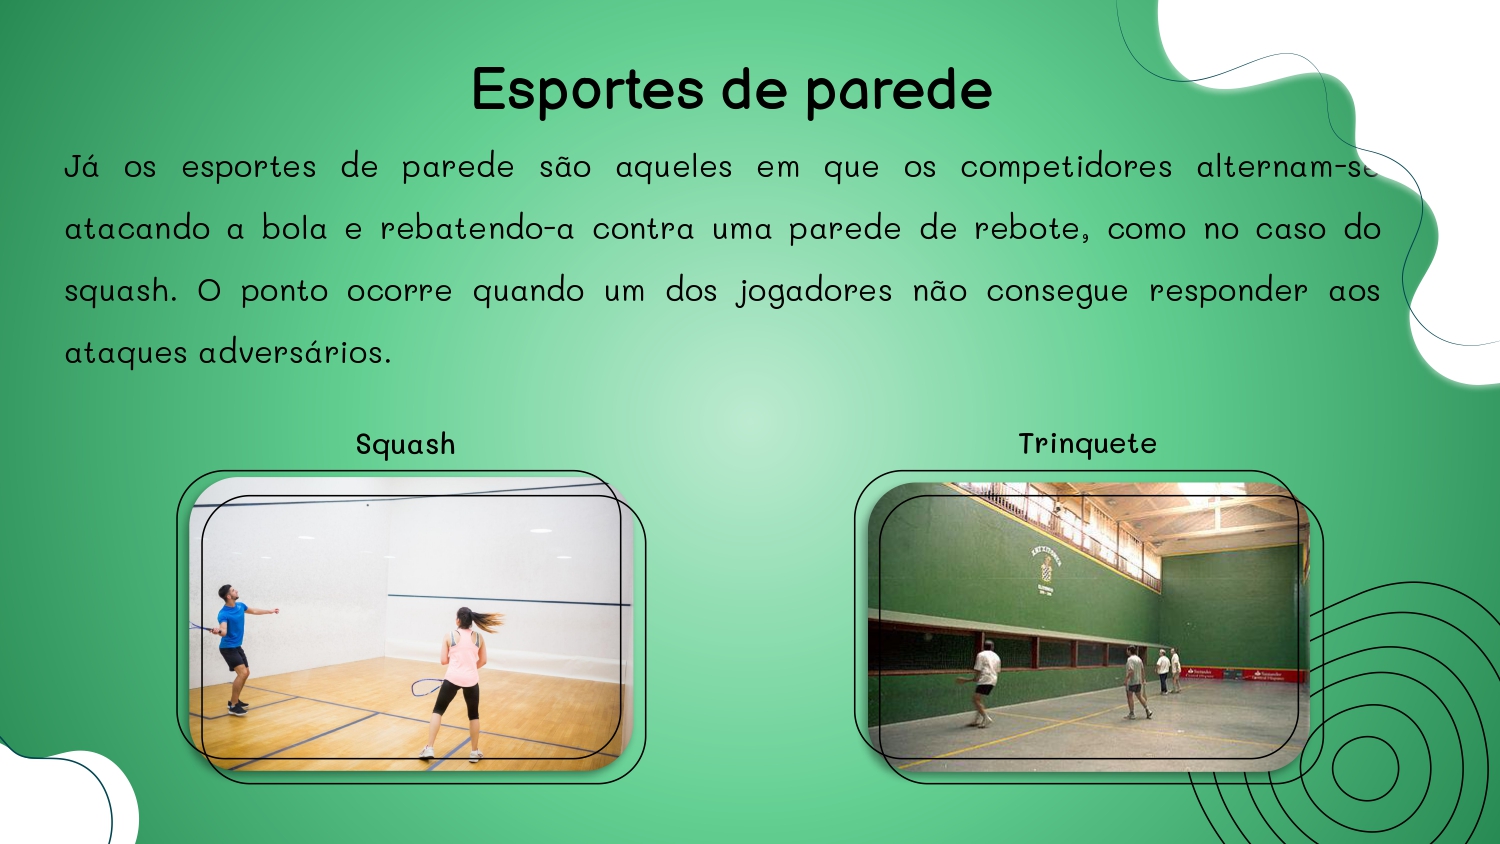 Esportes de parede
Já os esportes de parede são aqueles em que os competidores alternam-se
atacando a bola e rebatendo-a contra uma parede de rebote, como no caso do
squash. O ponto ocorre quando um dos jogadores não consegue responder aos
ataques adversários.
Squash
Trinquete